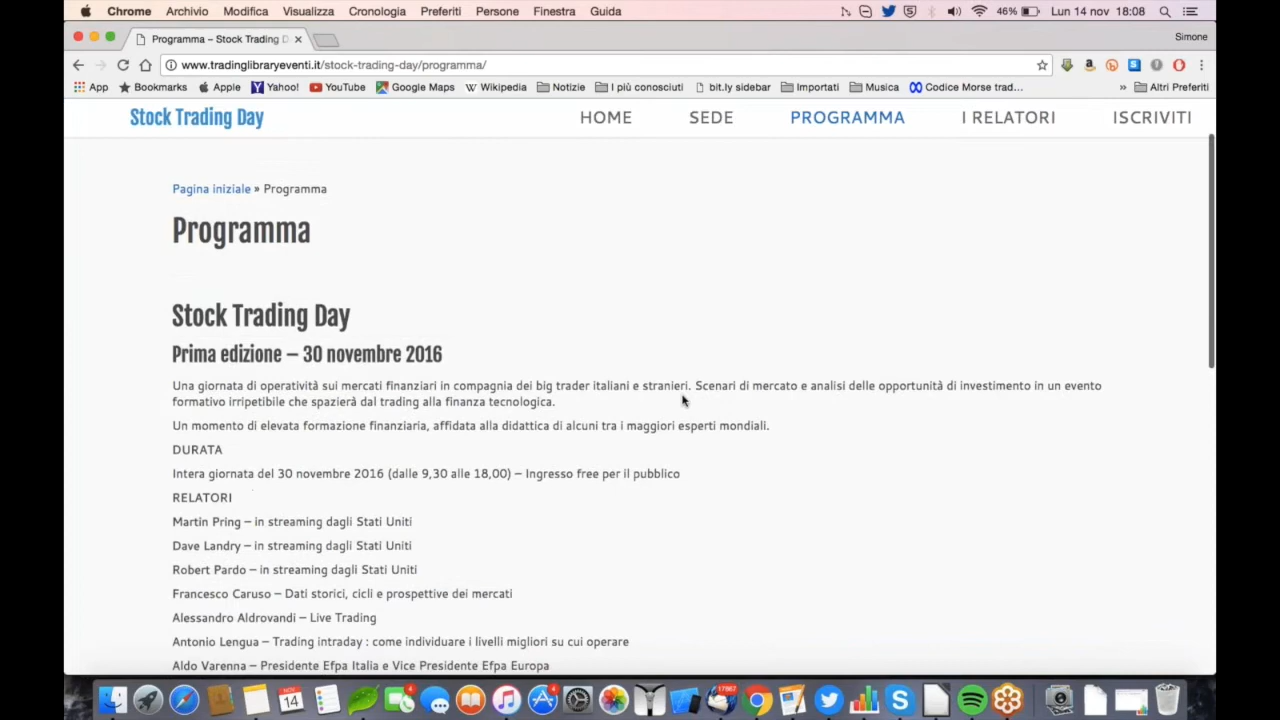 Chrome Archivio Modifica Visualizza Cronologia Preferiti Persone Finestra Guida 46% Lun 14 nov 18:08
Programma – Stock Trading D
Simone
www.tradinglibraryeventi.it/stock-trading-day/programma/
App Bookmarks Apple Yahoo! YouTube Google Maps Wikipedia Notizie I più conosciuti bit.ly sidebar Importati Musica Codice Morse trad... » Altri Preferiti
Stock Trading Day HOME SEDE PROGRAMMA I RELATORI ISCRIVITI
Pagina iniziale » Programma
Programma
Stock Trading Day
Prima edizione – 30 novembre 2016
Una giornata di operatività sui mercati finanziari in compagnia dei big trader italiani e stranieri. Scenari di mercato e analisi delle opportunità di investimento in un evento
formativo irripetibile che spazierà dal trading alla finanza tecnologica.
Un momento di elevata formazione finanziaria, affidata alla didattica di alcuni tra i maggiori esperti mondiali.
DURATA
Intera giornata del 30 novembre 2016 (dalle 9,30 alle 18,00) – Ingresso free per il pubblico
RELATORI
Martin Pring – in streaming dagli Stati Uniti
Dave Landry – in streaming dagli Stati Uniti
Robert Pardo – in streaming dagli Stati Uniti
Francesco Caruso – Dati storici, cicli e prospettive dei mercati
Alessandro Aldrovandi – Live Trading
Antonio Lengua – Trading intraday : come individuare i livelli migliori su cui operare
Aldo Varenna – Presidente Efpa Italia e Vice Presidente Efpa Europa
NOV
14
4
4
17867